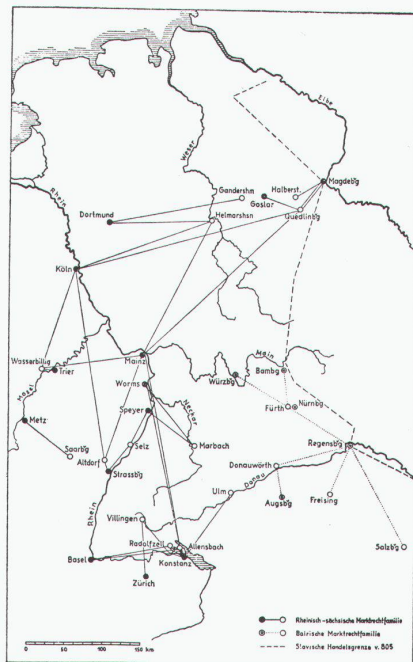 Elbe
Weser
Rhein
Gandershm
Halberst.
Magdebg
Goslar
Quedlinbg
Dortmund
Helmarshsn
Köln
Wasserbillig
Trier
Mainz
Main
Mosel
Worms
Würzbg
Bambg
Speyer
Neckar
Fürth
Nürnbg
Metz
Selz
Marbach
Regensbg
Saarbg
Altdorf
Strassbg
Donauwörth
Donau
Ulm
Augsbg
Freising
Rhein
Villingen
Radolfzell
Allensbach
Basel
Konstanz
Salzbg
Zürich
Rheinisch-sächsische Marktrechtfamilie
Bairische Marktrechtfamilie
Slavische Handelsgrenze v. 805
0 50 100 150 km